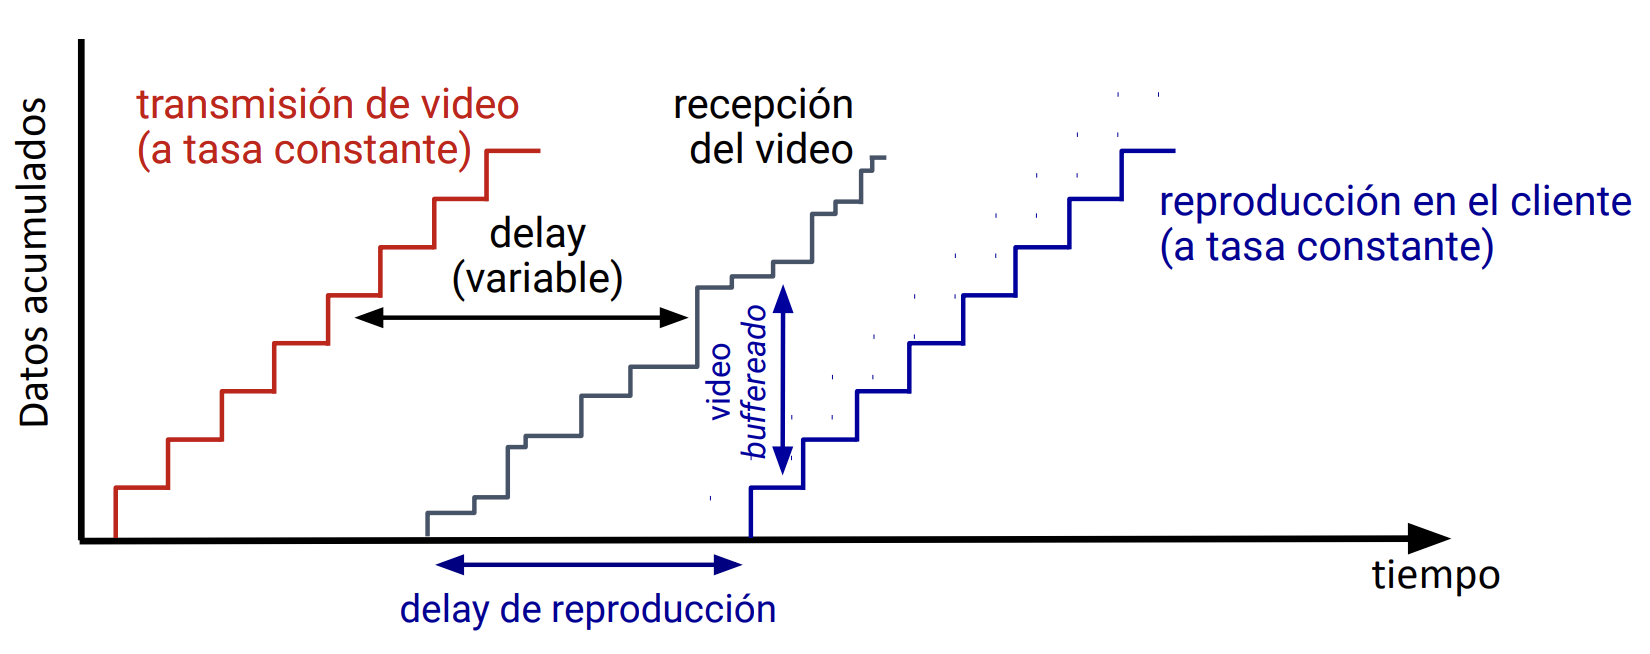 Datos acumulados
transmisión de video
(a tasa constante)
delay
(variable)
recepción
del video
video
buffereado
reproducción en el cliente
(a tasa constante)
tiempo
delay de reproducción